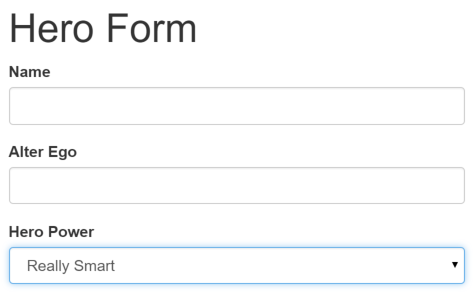 Hero Form
Name
Alter Ego
Hero Power
Really Smart